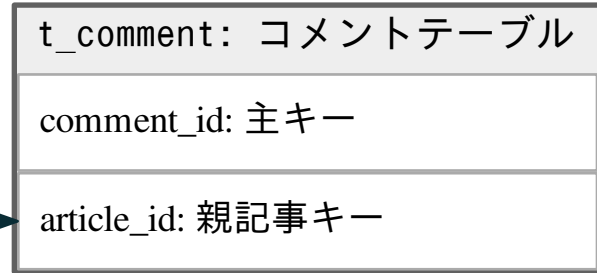 t_comment: コメントテーブル
comment_id: 主キー
article_id: 親記事キー